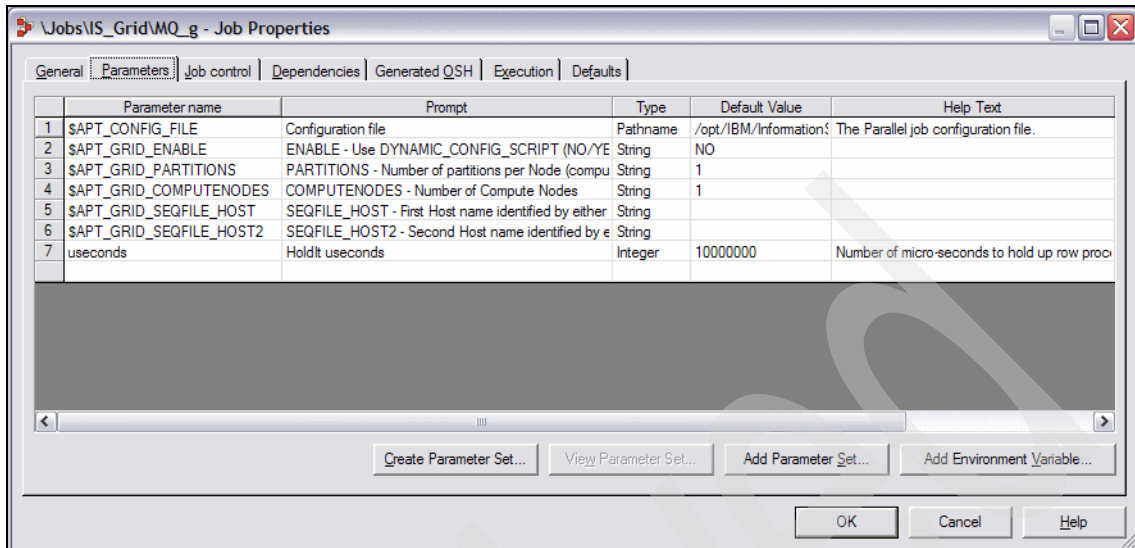 \Jobs\IS_Grid\MQ_g - Job Properties
General Parameters Job control Dependencies Generated OSH Execution Defaults
Parameter name Prompt Type Default Value Help Text
1 $APT_CONFIG_FILE Configuration file Pathname /opt/IBM/InformationS The Parallel job configuration file.
2 $APT_GRID_ENABLE ENABLE - Use DYNAMIC_CONFIG_SCRIPT (NO/YE String NO
3 $APT_GRID_PARTITIONS PARTITIONS - Number of partitions per Node (compu String 1
4 $APT_GRID_COMPUTENODES COMPUTENODES - Number of Compute Nodes String 1
5 $APT_GRID_SEQFILE_HOST SEQFILE_HOST - First Host name identified by either String
6 $APT_GRID_SEQFILE_HOST2 SEQFILE_HOST2 - Second Host name identified by e String
7 useconds HoldIt useconds Integer 10000000 Number of micro-seconds to hold up row proc
Create Parameter Set... View Parameter Set... Add Parameter Set... Add Environment Variable...
OK Cancel Help